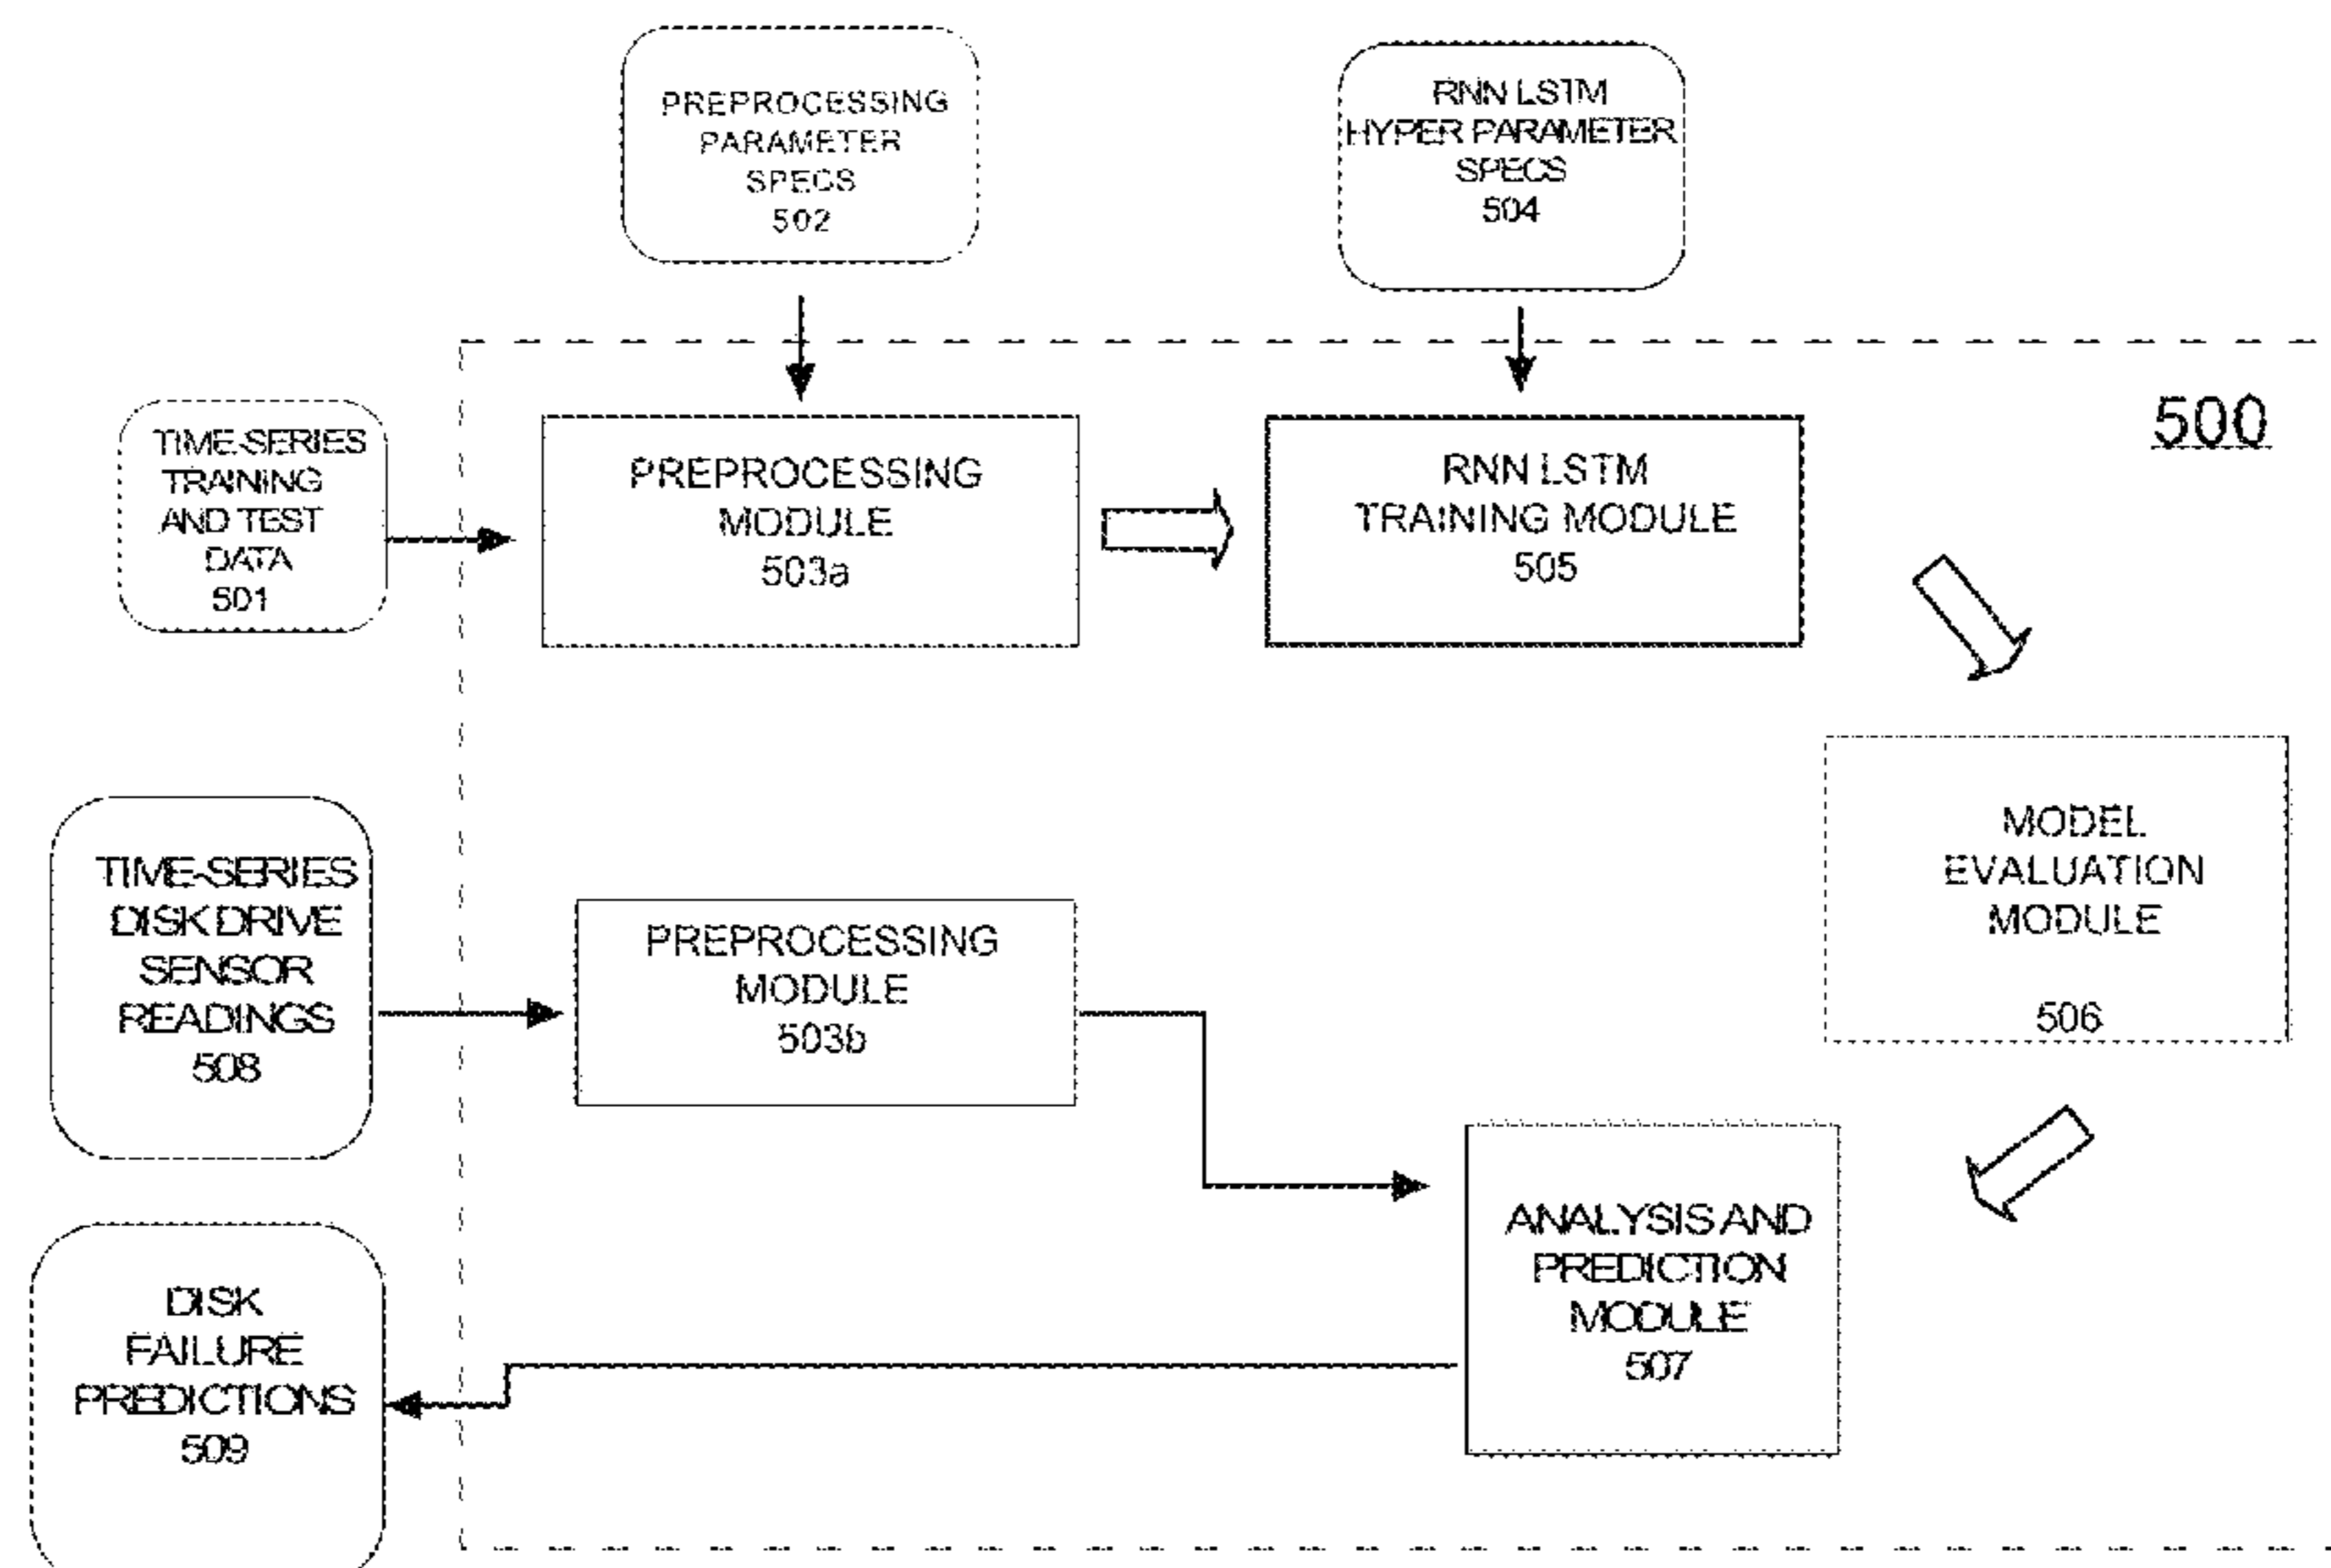 PREPROCESSING
PARAMETER
SPECS
502
RNN LSTM
HYPER PARAMETER
SPECS
504
500
TIME-SERIES
TRAINING
AND TEST
DATA
501
PREPROCESSING
MODULE
503a
RNN LSTM
TRAINING MODULE
505
MODEL
EVALUATION
MODULE
506
TIME-SERIES
DISK DRIVE
SENSOR
READINGS
508
PREPROCESSING
MODULE
503b
ANALYSIS AND
PREDICTION
MODULE
507
DISK
FAILURE
PREDICTIONS
509